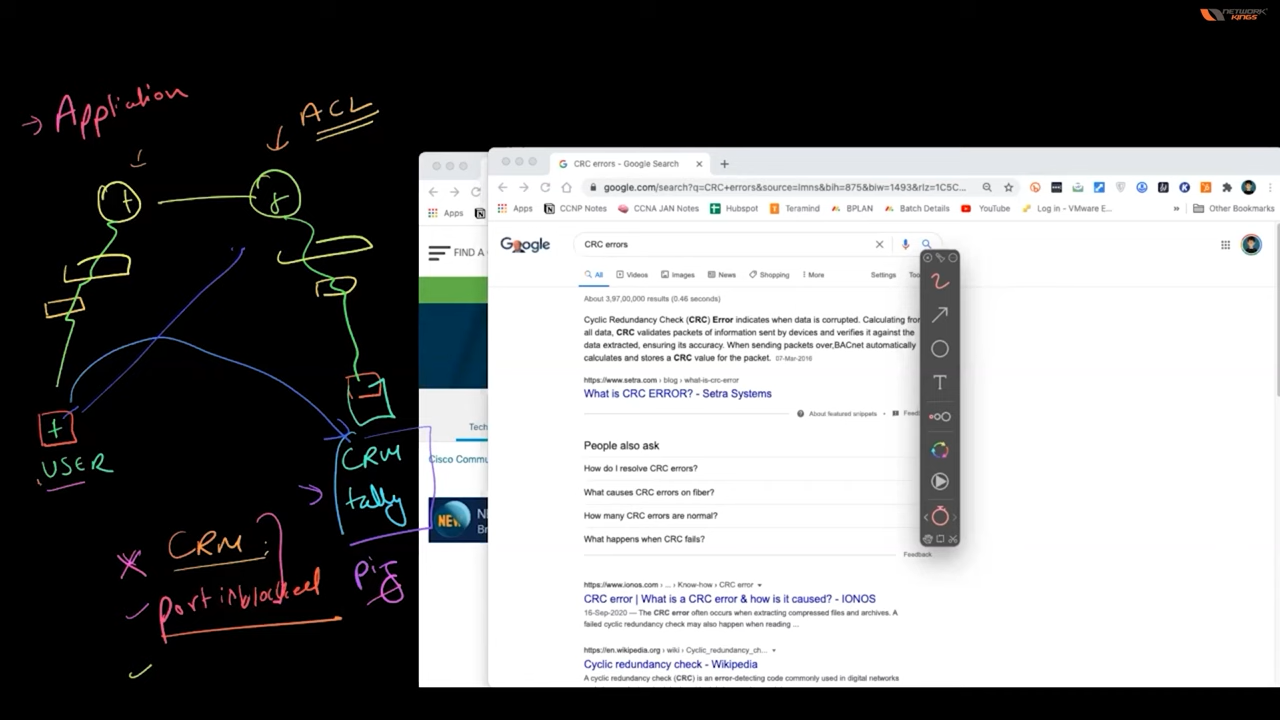 NETWORK
KINGS
→ Appliation
ACL
USER
CRM
tally
CRM :
port is blocked
FIND A
Tech
Cisco Commu
NEW
CRC errors - Google Search
google.com/search?q=CRC+errors&source=lmns&bih=875&biw=1493&rlz=1C5C...
Apps
Apps CCNP Notes CCNA JAN Notes Hubspot Teramind BPLAN Batch Details YouTube Log in - VMware E... » Other Bookmarks
Google
CRC errors
All Videos Images News Shopping More Settings
About 3,97,00,000 results (0.46 seconds)
Cyclic Redundancy Check (CRC) Error indicates when data is corrupted. Calculating from
all data, CRC validates packets of information sent by devices and verifies it against the
data extracted, ensuring its accuracy. When sending packets over,BACnet automatically
calculates and stores a CRC value for the packet. 07-Mar-2016
https://www.setra.com › blog › what-is-crc-error
What is CRC ERROR? - Setra Systems
About featured snippets • Feed
People also ask
How do I resolve CRC errors?
What causes CRC errors on fiber?
How many CRC errors are normal?
What happens when CRC fails?
Feedback
https://www.ionos.com › ... › Know-how › CRC error
CRC error | What is a CRC error & how is it caused? - IONOS
16-Sep-2020 — The CRC error often occurs when extracting compressed files and archives. A
failed cyclic redundancy check may also happen when reading ...
https://en.wikipedia.org › wiki › Cyclic_redundancy_ch...
Cyclic redundancy check - Wikipedia
A cyclic redundancy check (CRC) is an error-detecting code commonly used in digital networks
T